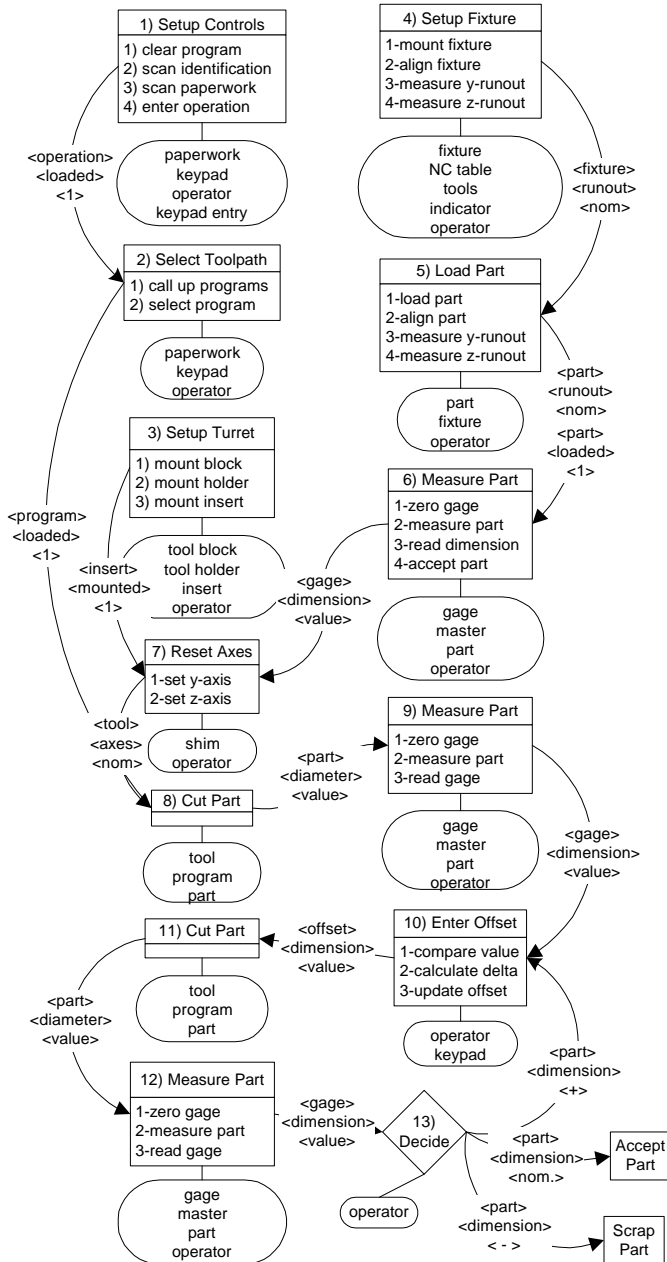 1) Setup Controls
1) clear program
2) scan identification
3) scan paperwork
4) enter operation
paperwork
keypad
operator
keypad entry
<operation>
<loaded>
<1>
2) Select Toolpath
1) call up programs
2) select program
paperwork
keypad
operator
3) Setup Turret
1) mount block
2) mount holder
3) mount insert
tool block
tool holder
insert
operator
<program>
<loaded>
<1>
<insert>
<mounted>
<1>
4) Setup Fixture
1-mount fixture
2-align fixture
3-measure y-runout
4-measure z-runout
fixture
NC table
tools
indicator
operator
<fixture>
<runout>
<nom>
5) Load Part
1-load part
2-align part
3-measure y-runout
4-measure z-runout
part
fixture
operator
<part>
<runout>
<nom>
<part>
<loaded>
<1>
6) Measure Part
1-zero gage
2-measure part
3-read dimension
4-accept part
gage
master
part
operator
<gage>
<dimension>
<value>
7) Reset Axes
1-set y-axis
2-set z-axis
shim
operator
<tool>
<axes>
<nom>
8) Cut Part
tool
program
part
<part>
<diameter>
<value>
9) Measure Part
1-zero gage
2-measure part
3-read gage
gage
master
part
operator
<gage>
<dimension>
<value>
10) Enter Offset
1-compare value
2-calculate delta
3-update offset
operator
keypad
<offset>
<dimension>
<value>
11) Cut Part
tool
program
part
<part>
<diameter>
<value>
12) Measure Part
1-zero gage
2-measure part
3-read gage
gage
master
part
operator
<gage>
<dimension>
<value>
13)
Decide
operator
<part>
<dimension>
<+>
<part>
<dimension>
<nom.>
Accept
Part
<part>
<dimension>
< - >
Scrap
Part